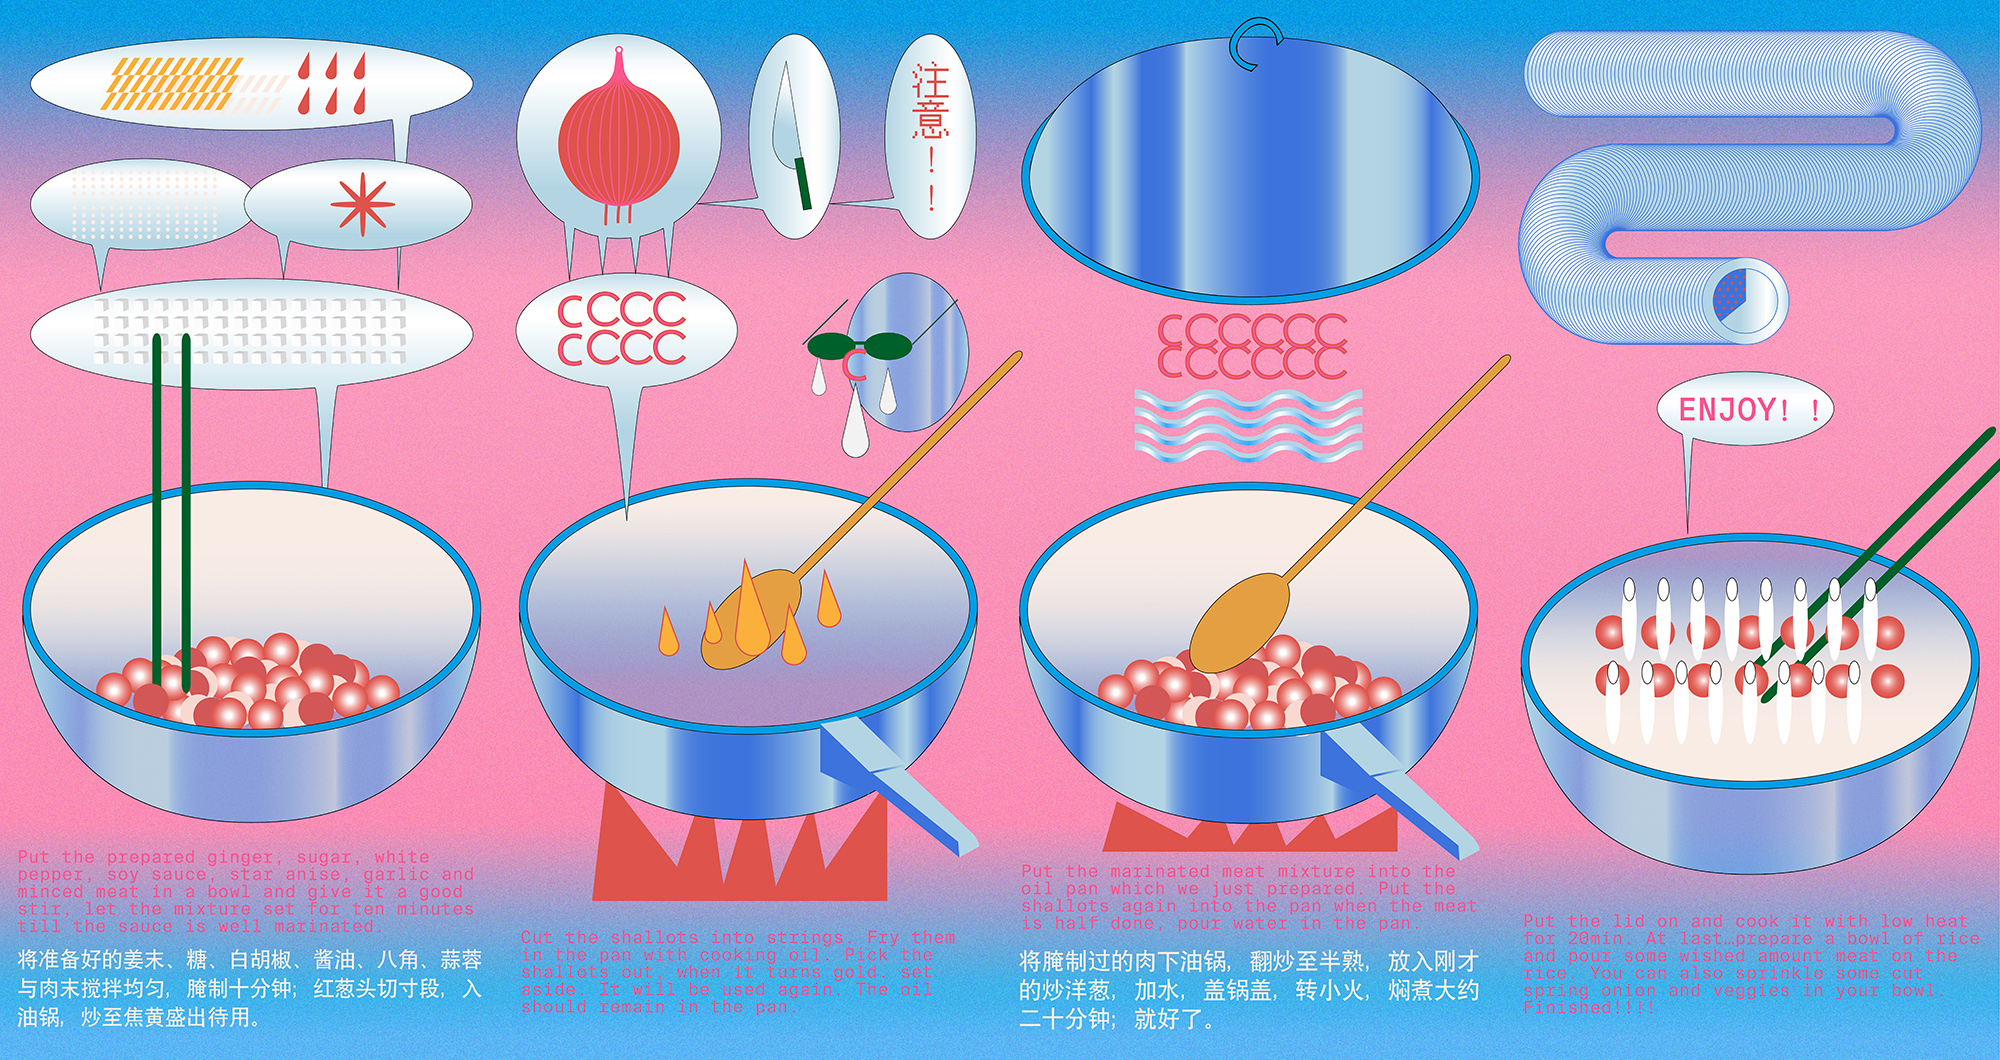 注意！！
CCCCC
CCCC
C
CCCCCC
CCCCCC
ENJOY! !
Put the prepared ginger, sugar, white
pepper, soy sauce, star anise, garlic and
minced meat in a bowl and give it a good
stir, let the mixture set for ten minutes
till the sauce is well marinated.
将准备好的姜末、糖、白胡椒、酱油、八角、蒜蓉
与肉末搅拌均匀，腌制十分钟；红葱头切寸段，入
油锅，炒至焦黄盛出待用。
Cut the shallots into strings. Fry them
in the pan with cooking oil. Pick the
shallots out, when it turns gold. set
aside. It will be used again. The oil
should remain in the pan.
Put the marinated meat mixture into the
oil pan which we just prepared. Put the
shallots again into the pan when the meat
is half done, pour water in the pan.
将腌制过的肉下油锅，翻炒至半熟，放入刚才
的炒洋葱，加水，盖锅盖，转小火，焖煮大约
二十分钟；就好了。
Put the lid on and cook it with low heat
for 20min. At last…prepare a bowl of rice
and pour some wished amount meat on the
rice. You can also sprinkle some cut
spring onion and veggies in your bowl.
Finished!!!!